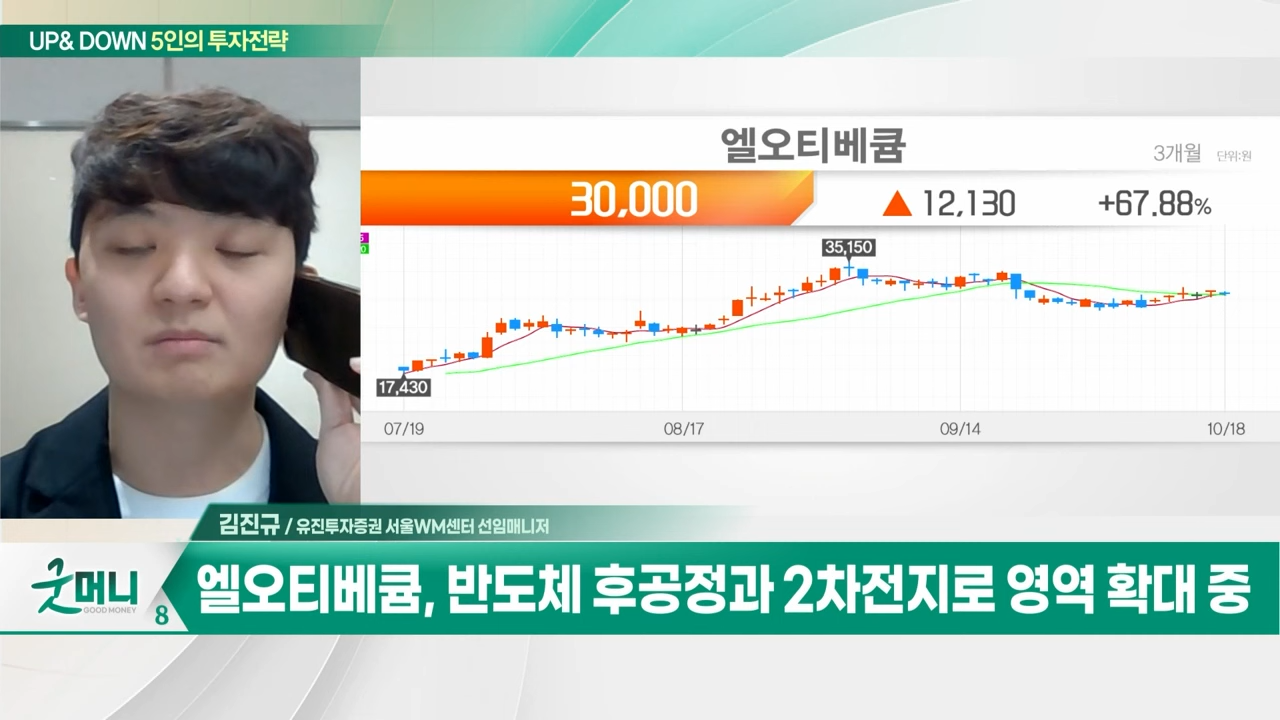 UP& DOWN 5인의 투자전략
엘오티베큠
3개월 단위:원
30,000 ▲ 12,130 +67.88%
35,150
17,430
07/19 08/17 09/14 10/18
김진규 / 유진투자증권 서울WM센터 선임매니저
굿머니
GOOD MONEY
8
엘오티베큠, 반도체 후공정과 2차전지로 영역 확대 중